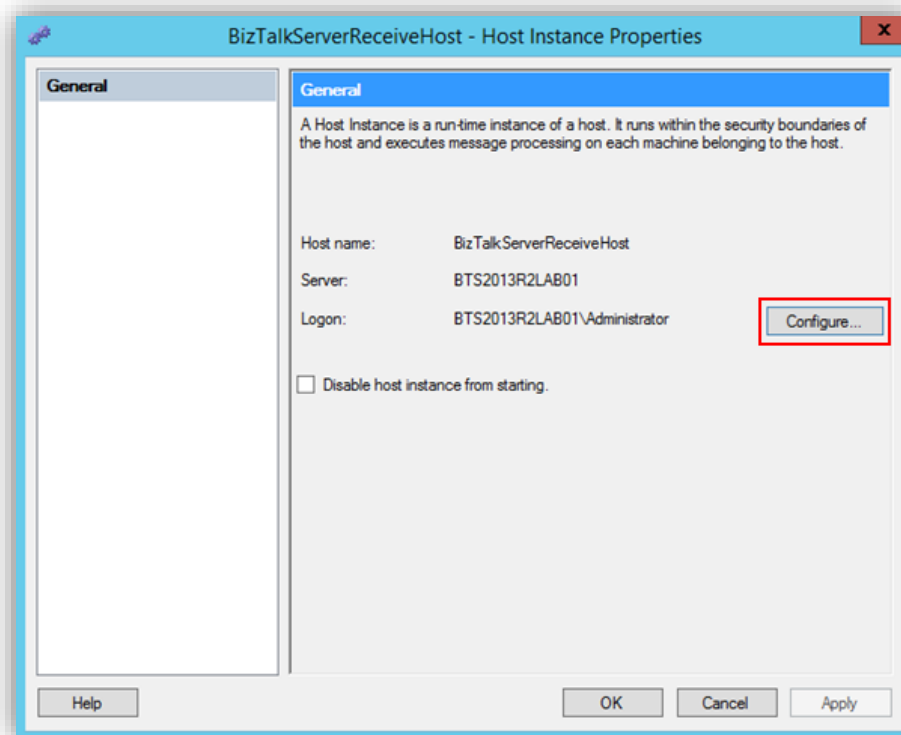 BizTalkServerReceiveHost - Host Instance Properties
x
General
General
A Host Instance is a run-time instance of a host. It runs within the security boundaries of
the host and executes message processing on each machine belonging to the host.
Host name: BizTalkServerReceiveHost
Server: BTS2013R2LAB01
Logon: BTS2013R2LAB01\Administrator Configure...
Disable host instance from starting.
Help OK Cancel Apply